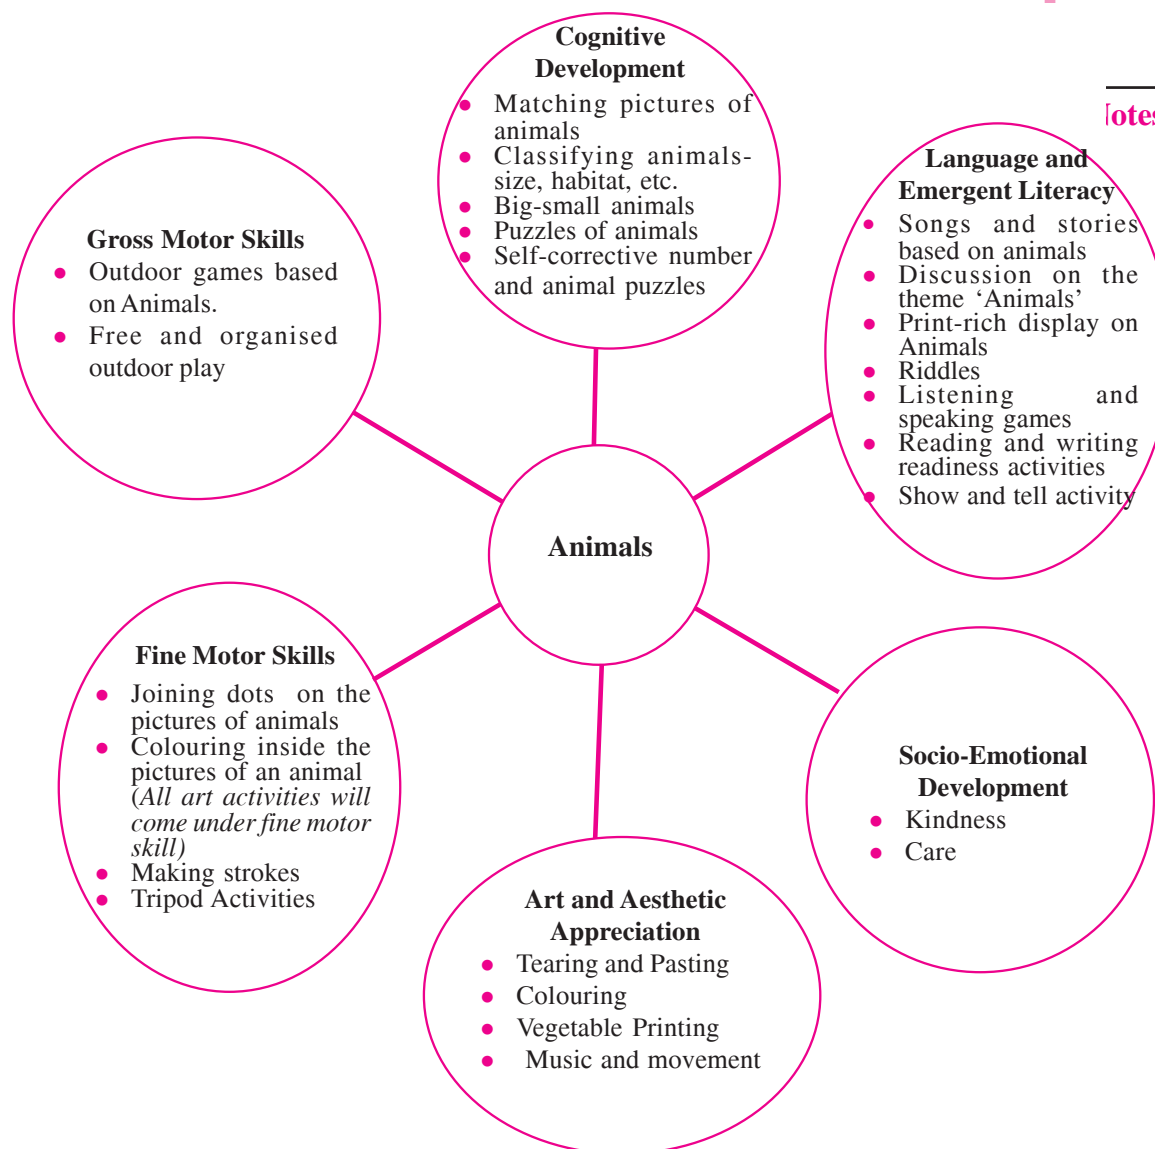 Cognitive
Development
● Matching pictures of
animals
● Classifying animals-
size, habitat, etc.
● Big-small animals
● Puzzles of animals
● Self-corrective number
and animal puzzles
Notes
Language and
Emergent Literacy
● Songs and stories
based on animals
● Discussion on the
theme ‘Animals’
● Print-rich display on
Animals
● Riddles
● Listening and
speaking games
● Reading and writing
readiness activities
● Show and tell activity
Gross Motor Skills
● Outdoor games based
on Animals.
● Free and organised
outdoor play
Animals
Fine Motor Skills
● Joining dots on the
pictures of animals
● Colouring inside the
pictures of an animal
(All art activities will
come under fine motor
skill)
● Making strokes
● Tripod Activities
Socio-Emotional
Development
● Kindness
● Care
Art and Aesthetic
Appreciation
● Tearing and Pasting
● Colouring
● Vegetable Printing
● Music and movement